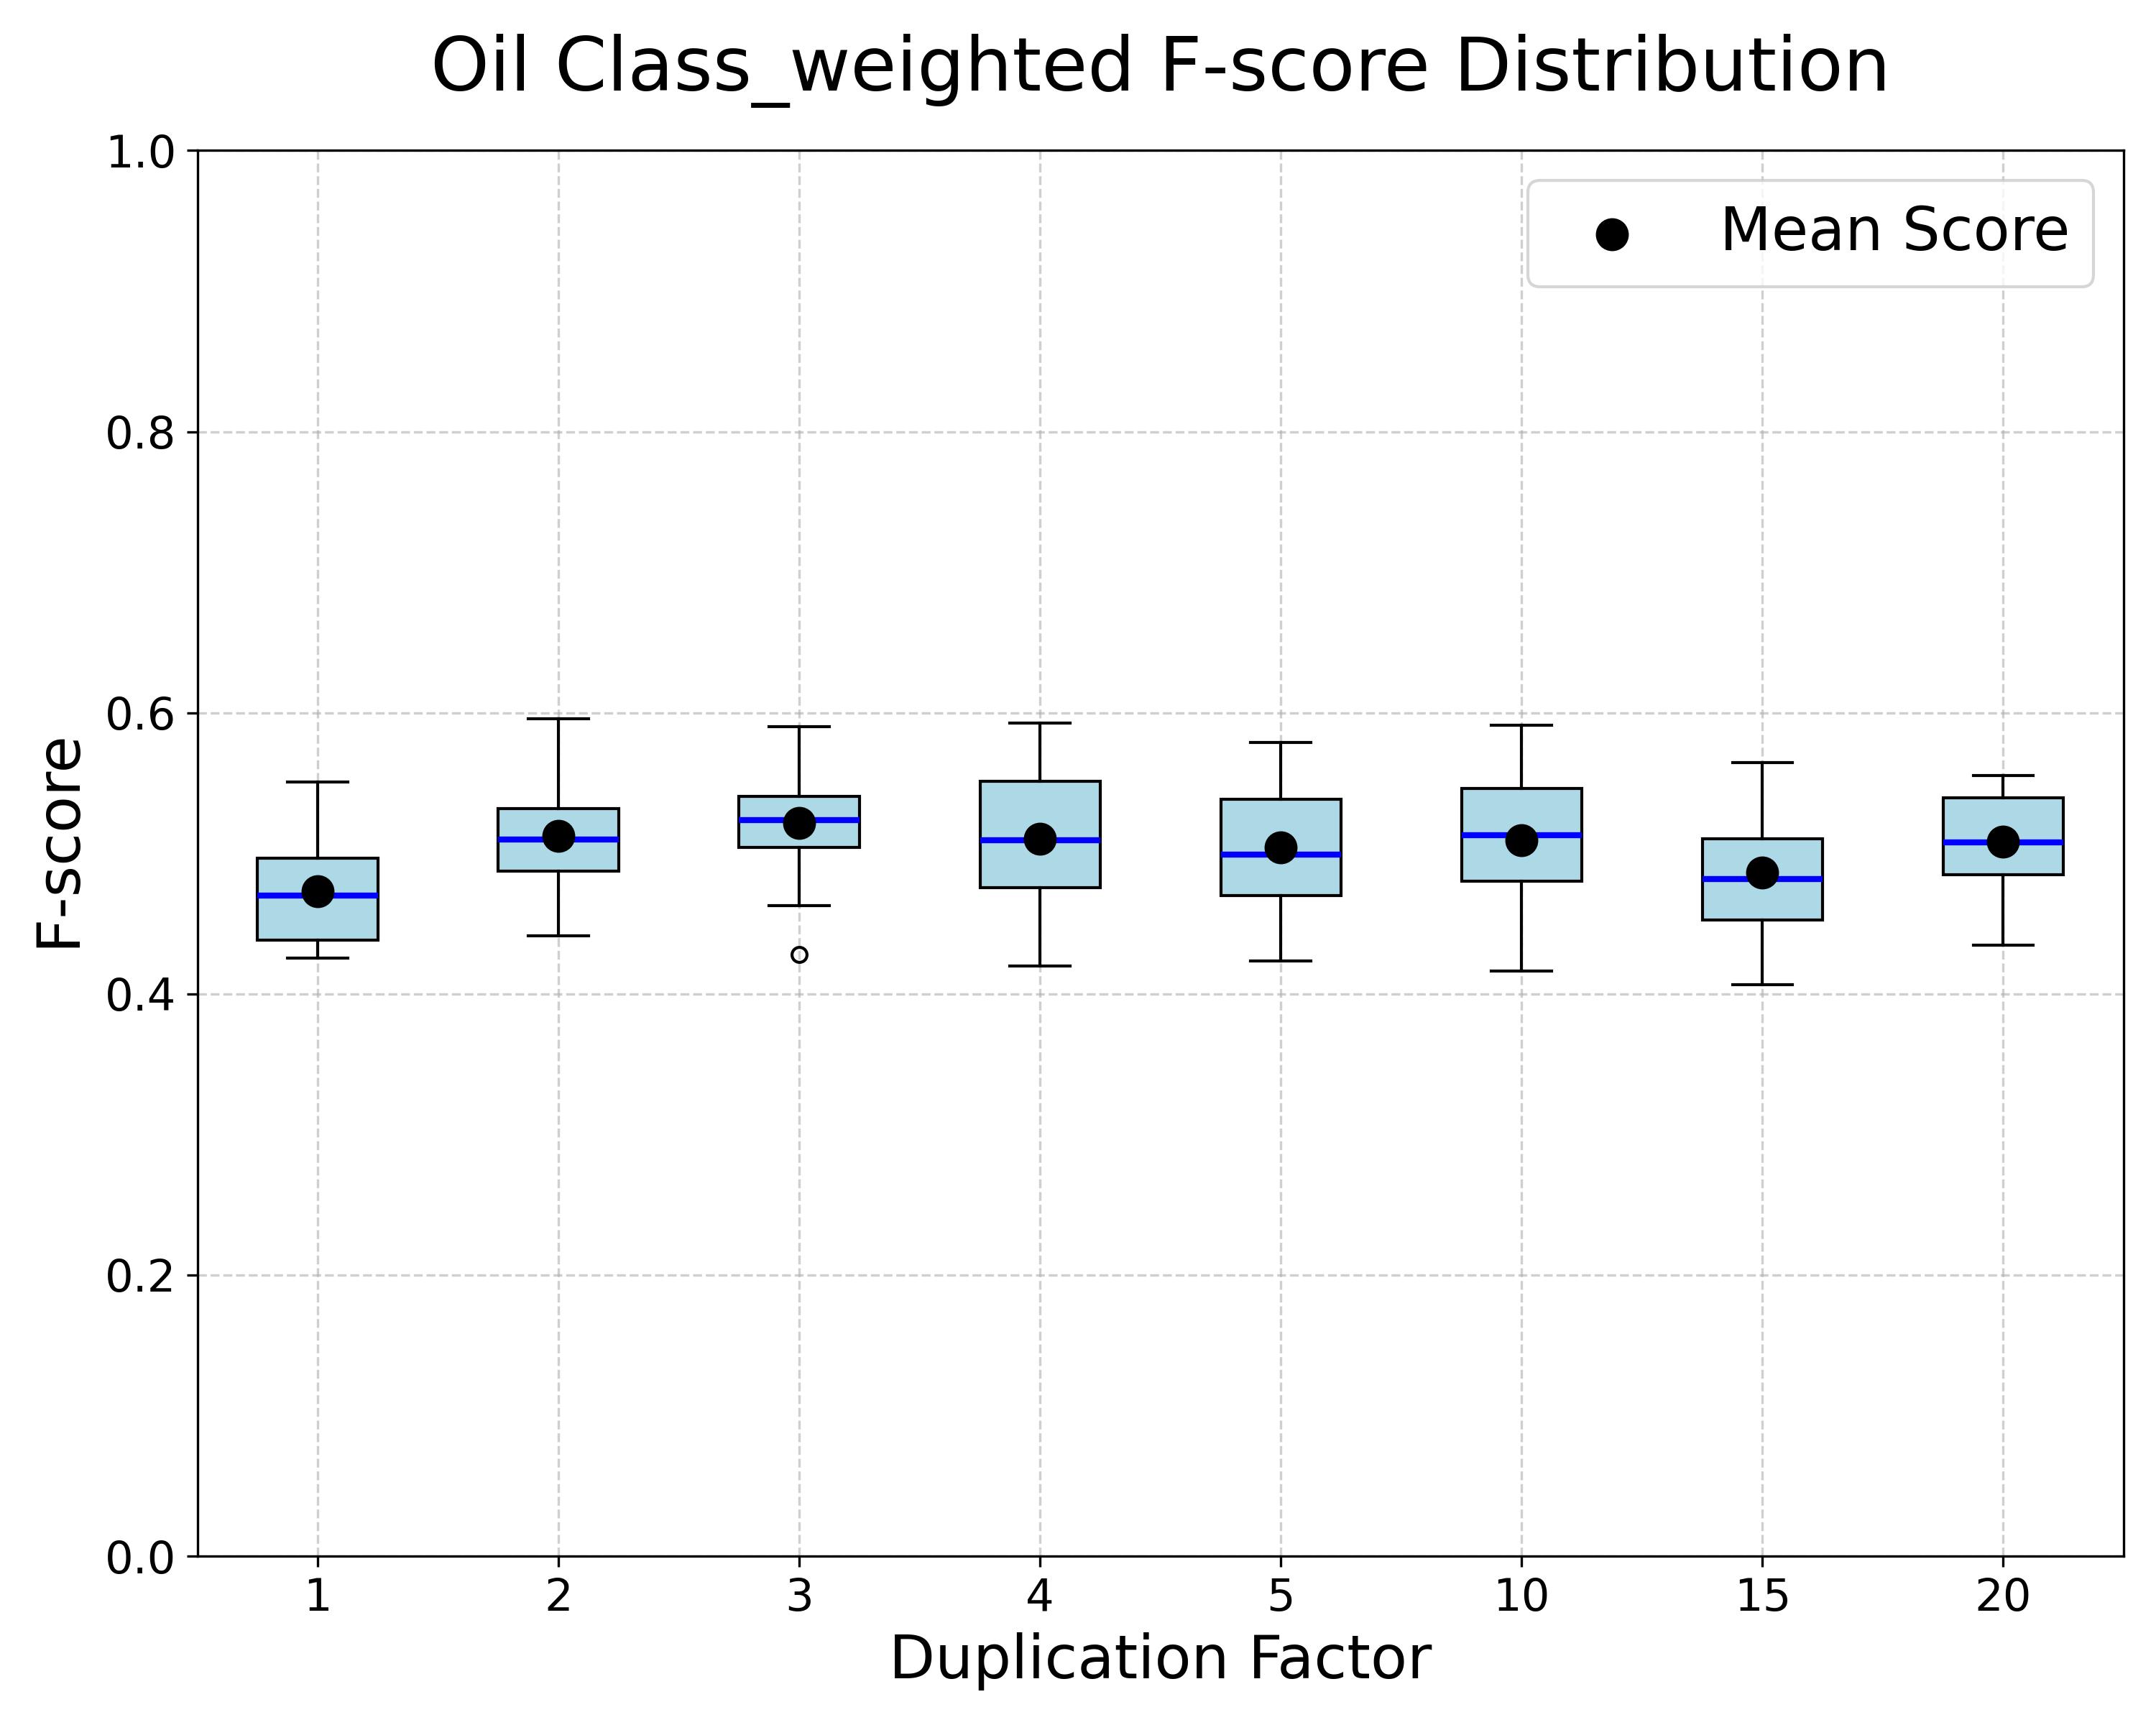 Oil Class_weighted F-score Distribution
Mean Score
1.0
0.8
0.6
0.4
0.2
0.0
F-score
1 2 3 4 5 10 15 20
Duplication Factor